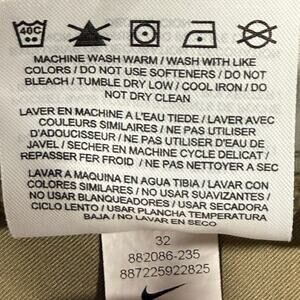 40C
MACHINE WASH WARM / WASH WITH LIKE
COLORS / DO NOT USE SOFTENERS / DO NOT
BLEACH / TUMBLE DRY LOW / COOL IRON / DO
NOT DRY CLEAN
LAVER EN MACHINE A L'EAU TIEDE / LAVER AVEC
COULEURS SIMILAIRES / NE PAS UTILISER
D'ADOUCISSEUR / NE PAS UTILISER D'EAU DE
JAVEL / SECHER EN MACHINE CYCLE DELICAT /
REPASSER FER FROID / NE PAS NETTOYER A SEC
LAVAR A MAQUINA EN AGUA TIBIA / LAVAR CON
COLORES SIMILARES / NO USAR SUAVIZANTES /
NO USAR BLANQUEADORES / USAR SECADORA
CICLO LENTO / USAR PLANCHA TEMPERATURA
BAJA / NO LAVAR EN SECO
32
882086-235
887225922825